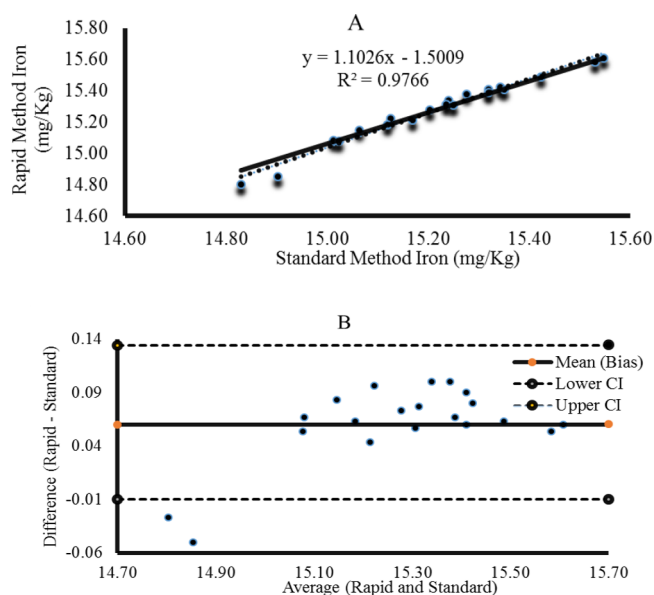 A
15.80
15.60
15.40
15.20
15.00
14.80
14.60
Rapid Method Iron
(mg/Kg)
y = 1.1026x - 1.5009
R² = 0.9766
14.60 14.80 15.00 15.20 15.40 15.60
Standard Method Iron (mg/Kg)
B
0.14
0.09
0.04
-0.01
-0.06
Difference (Rapid - Standard)
Mean (Bias)
Lower CI
Upper CI
14.70 14.90 15.10 15.30 15.50 15.70
Average (Rapid and Standard)